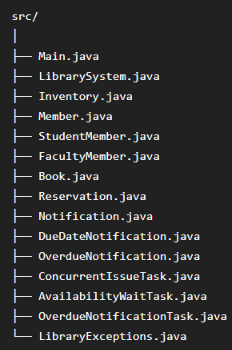 src/
│
├── Main.java
├── LibrarySystem.java
├── Inventory.java
├── Member.java
├── StudentMember.java
├── FacultyMember.java
├── Book.java
├── Reservation.java
├── Notification.java
├── DueDateNotification.java
├── OverdueNotification.java
├── ConcurrentIssueTask.java
├── AvailabilityWaitTask.java
├── OverdueNotificationTask.java
└── LibraryExceptions.java